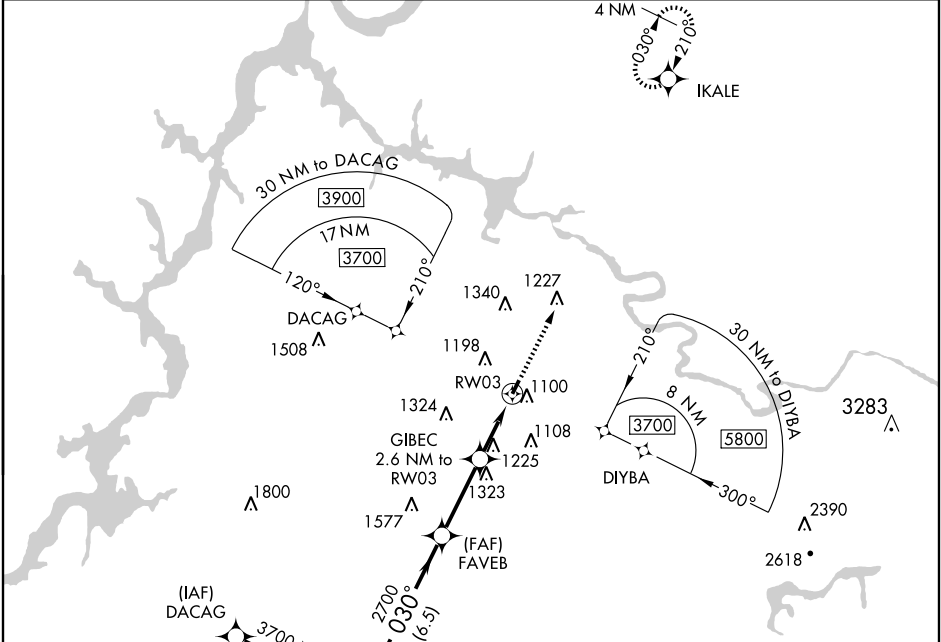 4 NM
030°
210°
IKALE
30 NM to DACAG
3900
17 NM
3700
120°
210°
DACAG
1508
1340
1227
1198
RW03
1100
1324
1108
GIBEC
2.6 NM to
RW03
1225
1323
1800
1577
(FAF)
FAVEB
210°
30 NM to DIYBA
8 NM
3700
5800
DIYBA
300°
3283
2390
2618
(IAF)
DACAG
3700
2700
030°
(6.5)